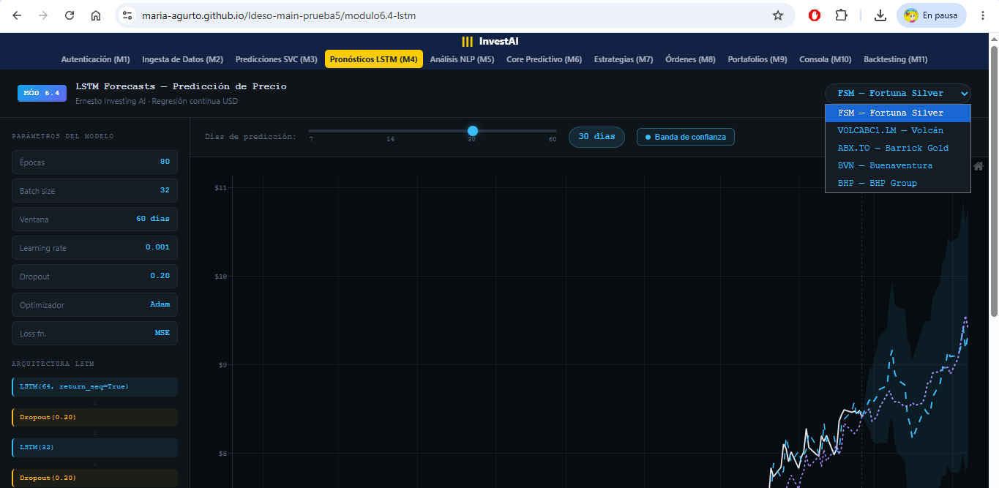 maria-agurto.github.io/ldeso-main-prueba5/modulo6.4-lstm
En pausa
InvestAI
Autenticación (M1) Ingesta de Datos (M2) Predicciones SVC (M3) Pronósticos LSTM (M4) Análisis NLP (M5) Core Predictivo (M6) Estrategias (M7) Órdenes (M8) Portafolios (M9) Consola (M10) Backtesting (M11)
MÓD 6.4
LSTM Forecasts — Predicción de Precio
Ernesto Investing AI · Regresión continua USD
FSM — Fortuna Silver
FSM — Fortuna Silver
VOLCABC1.LM — Volcán
ABX.TO — Barrick Gold
BVN — Buenaventura
BHP — BHP Group
PARÁMETROS DEL MODELO
Épocas 80
Batch size 32
Ventana 60 días
Learning rate 0.001
Dropout 0.20
Optimizador Adam
Loss fn. MSE
ARQUITECTURA LSTM
LSTM(64, return_seq=True)
↓
Dropout(0.20)
↓
LSTM(32)
↓
Dropout(0.20)
Días de predicción:
7 14 30 60
30 días
Banda de confianza
$11
$10
$9
$8